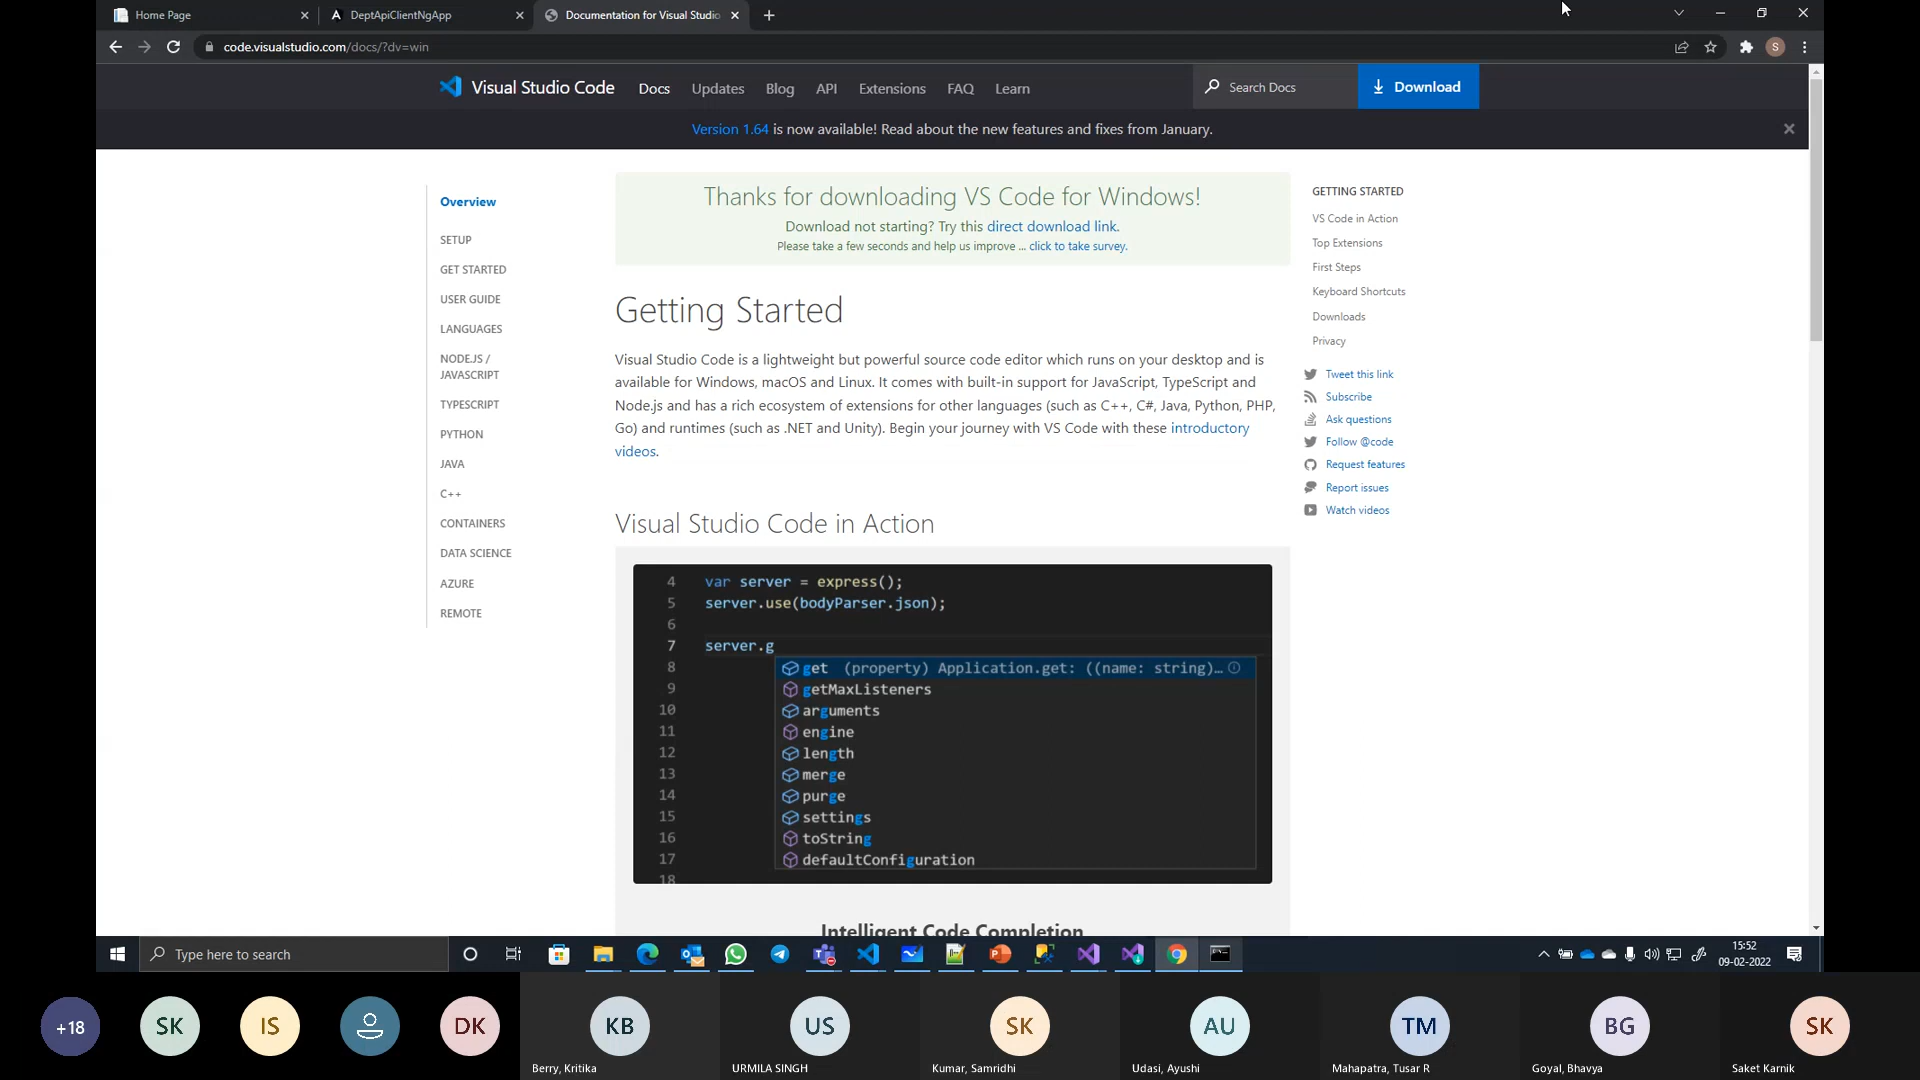 Home Page
DeptApiClientNgApp
Documentation for Visual Studio
code.visualstudio.com/docs/?dv=win
S
Visual Studio Code
Docs
Updates
Blog
API
Extensions
FAQ
Learn
Search Docs
Download
Version 1.64 is now available! Read about the new features and fixes from January.
Overview
SETUP
GET STARTED
USER GUIDE
LANGUAGES
NODE.JS /
JAVASCRIPT
TYPESCRIPT
PYTHON
JAVA
C++
CONTAINERS
DATA SCIENCE
AZURE
REMOTE
Thanks for downloading VS Code for Windows!
Download not starting? Try this direct download link.
Please take a few seconds and help us improve ... click to take survey.
Getting Started
Visual Studio Code is a lightweight but powerful source code editor which runs on your desktop and is
available for Windows, macOS and Linux. It comes with built-in support for JavaScript, TypeScript and
Node.js and has a rich ecosystem of extensions for other languages (such as C++, C#, Java, Python, PHP,
Go) and runtimes (such as .NET and Unity). Begin your journey with VS Code with these introductory
videos.
Visual Studio Code in Action
4 var server = express();
5 server.use(bodyParser.json);
6
7 server.g
8 get (property) Application.get: ((name: string)...
9 getMaxListeners
10 arguments
11 engine
12 length
13 merge
14 purge
15 settings
16 toString
17 defaultConfiguration
18
Intelligent Code Completion
GETTING STARTED
VS Code in Action
Top Extensions
First Steps
Keyboard Shortcuts
Downloads
Privacy
Tweet this link
Subscribe
Ask questions
Follow @code
Request features
Report issues
Watch videos
Type here to search
15:52
09-02-2022
+18
SK
IS
DK
KB
Berry, Kritika
US
URMILA SINGH
SK
Kumar, Samridhi
AU
Udasi, Ayushi
TM
Mahapatra, Tusar R
BG
Goyal, Bhavya
SK
Saket Karnik